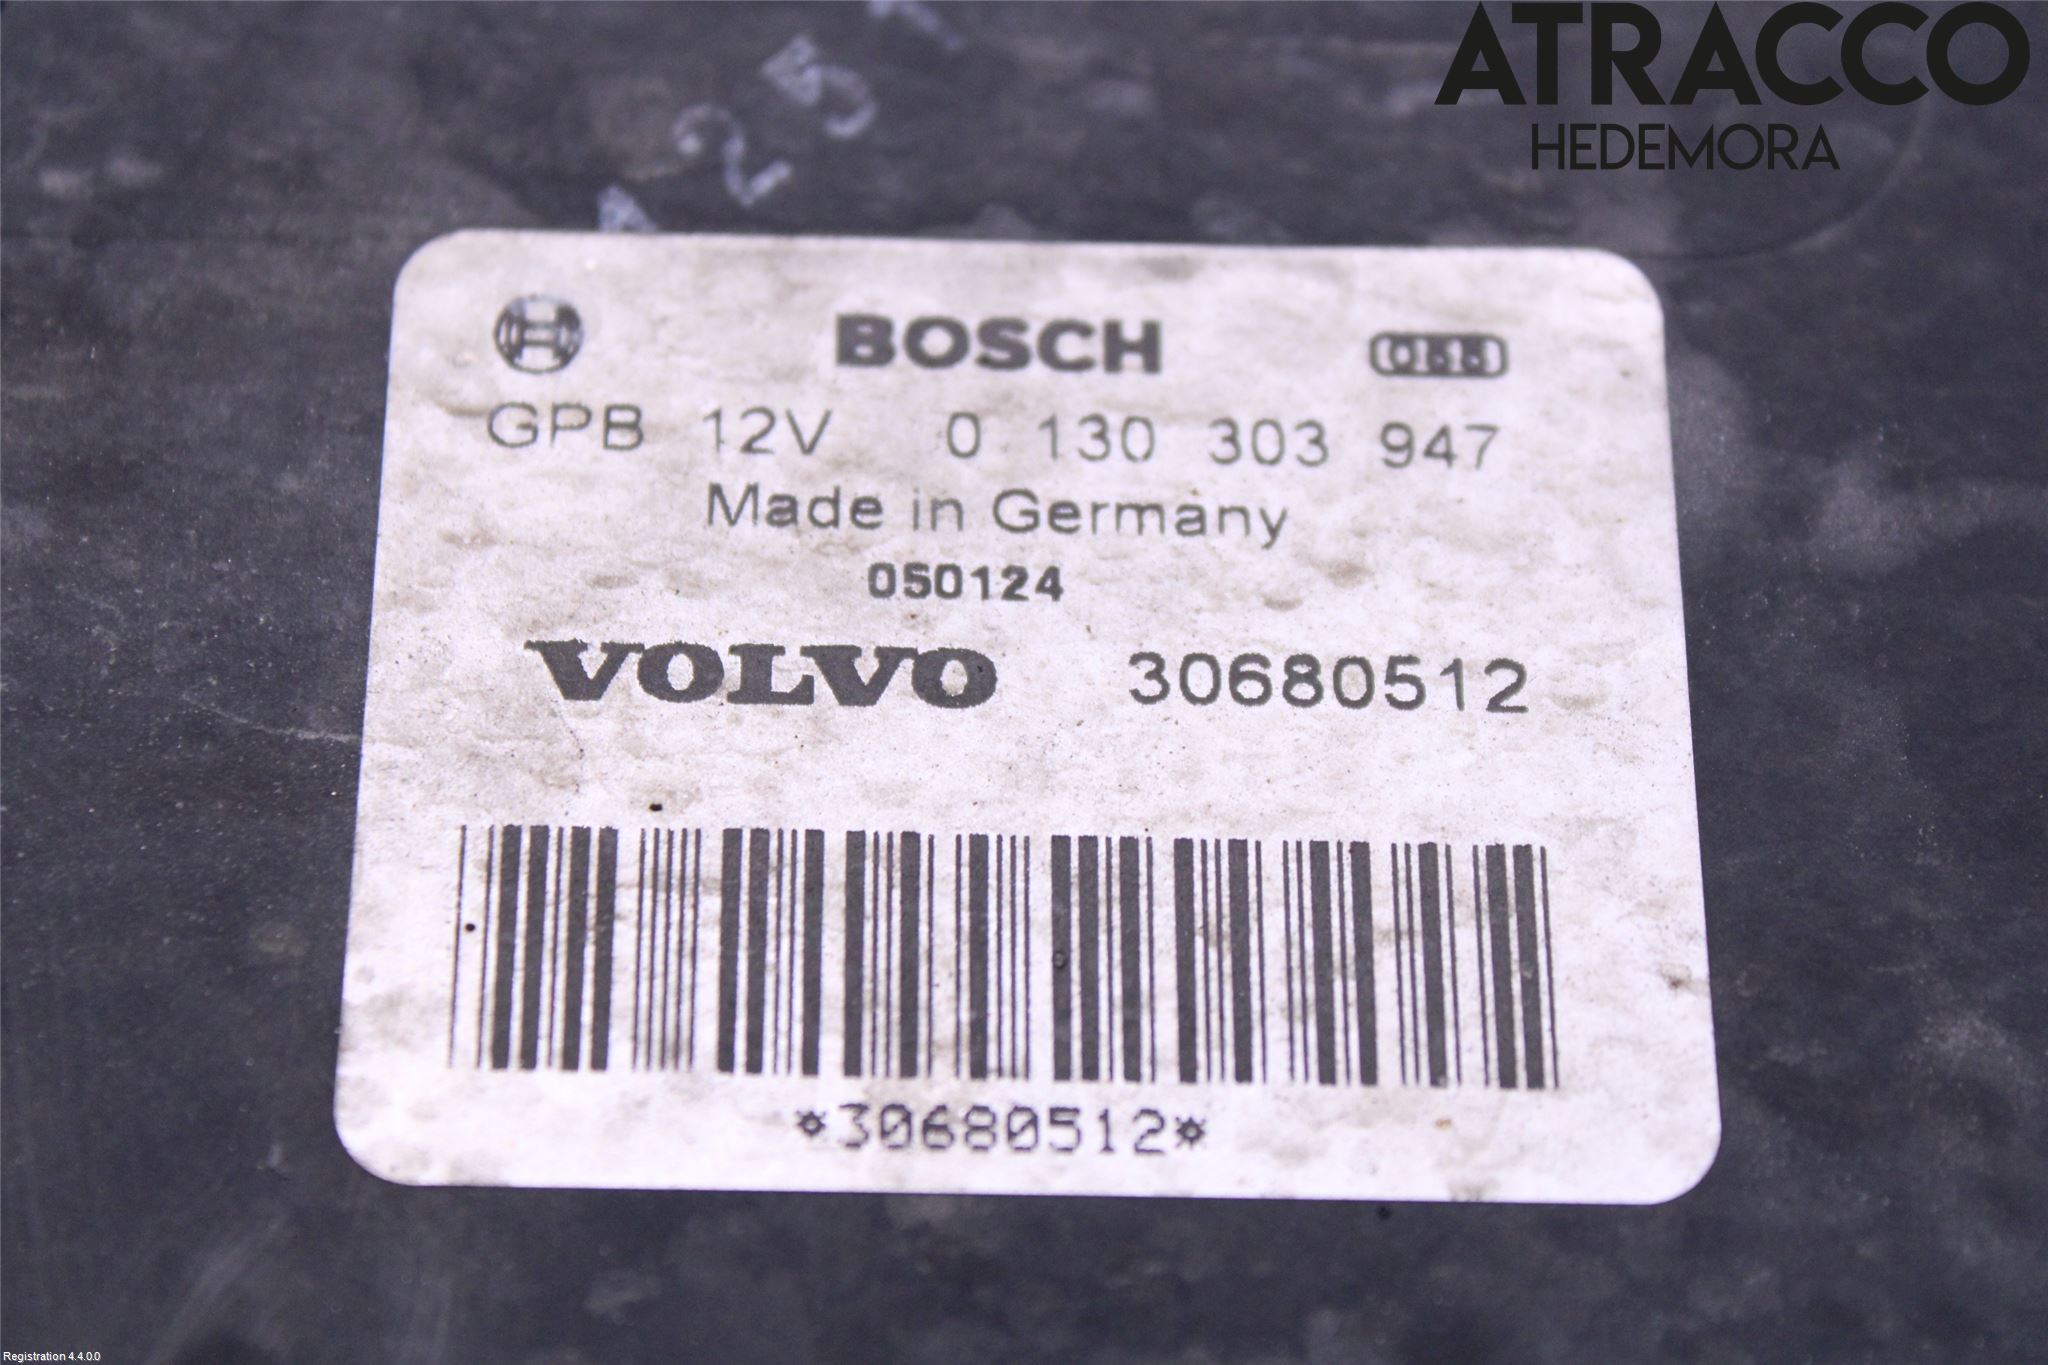 ATRACCO
HEDEMORA
BOSCH
GPB 12V 0 130 303 947
Made in Germany
050124
VOLVO 30680512
*30680512*
Registration 4.4.0.0